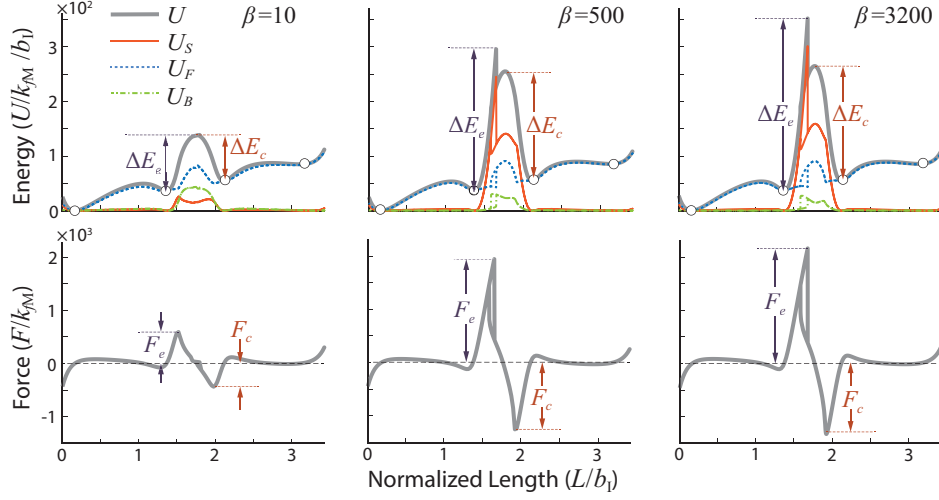 ×10²
β=10
β=500
β=3200
U
U_S
U_F
U_B
Energy (U/k_fM/b_I)
3
2
1
0
ΔE_e
ΔE_c
ΔE_e
ΔE_c
ΔE_e
ΔE_c
×10³
Force (F/k_fM)
2
1
0
-1
F_e
F_c
F_e
F_c
F_e
F_c
0 1 2 3
0 1 2 3
0 1 2 3
Normalized Length (L/b_I)